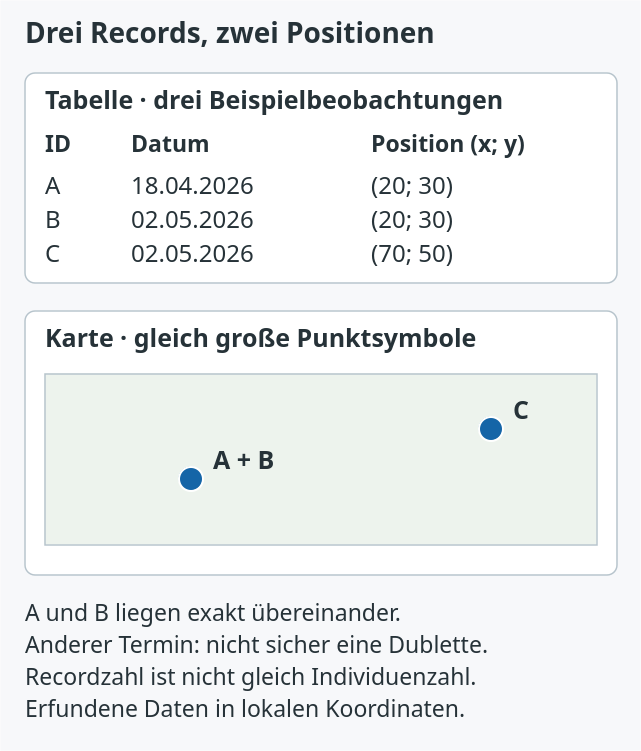 Drei Records, zwei Positionen
Tabelle · drei Beispielbeobachtungen
ID Datum Position (x; y)
A 18.04.2026 (20; 30)
B 02.05.2026 (20; 30)
C 02.05.2026 (70; 50)
Karte · gleich große Punktsymbole
C
A + B
A und B liegen exakt übereinander.
Anderer Termin: nicht sicher eine Dublette.
Recordzahl ist nicht gleich Individuenzahl.
Erfundene Daten in lokalen Koordinaten.